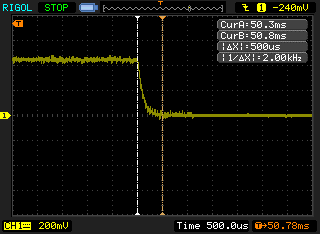 RIGOL STOP T 1 -240mV
T
CurA=50.3ms
CurB=50.8ms
|ΔX|=500us
|1/ΔX|=2.00kHz
1
CH1 200mV Time 500.0us T→50.78ms